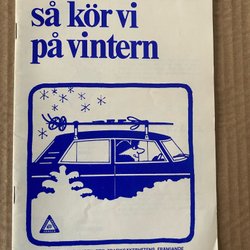 så kör vi
på vintern
TRAFIKSÄKERHETENS FRÄMJANDE